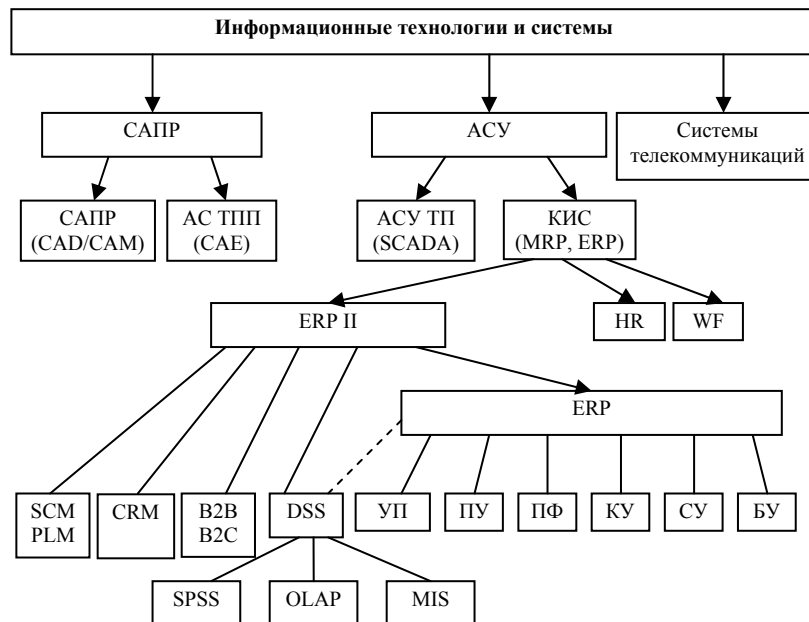 Информационные технологии и системы
САПР
АСУ
Системы
телекоммуникаций
САПР
(CAD/CAM)
АС ТПП
(CAE)
АСУ ТП
(SCADA)
КИС
(MRP, ERP)
ERP II
HR
WF
ERP
SCM
PLM
CRM
B2B
B2C
DSS
УП
ПУ
ПФ
КУ
СУ
БУ
SPSS
OLAP
MIS